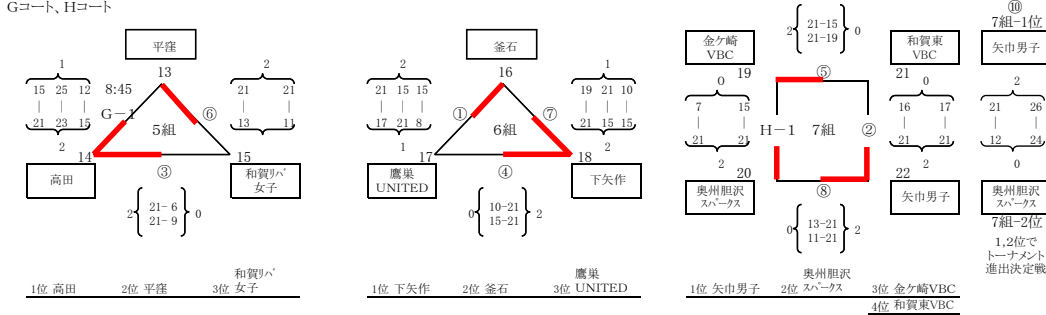 Gコート、Hコート
平窪
13
1
15 25 12
| | |
21 23 15
2
8:45
G－1
2
21 21
| |
13 11
0
⑥
5組
14
15
高田
③
和賀リバ
女子
2
21- 6
21- 9
0
1位 高田
2位 平窪
3位 和賀リバ
女子
釜石
16
2
21 15 15
| | |
17 21 8
1
①
1
19 21 10
| | |
21 15 15
2
⑦
6組
17
18
鷹巣
UNITED
④
下矢作
0
10-21
15-21
2
1位 下矢作
2位 釜石
3位 鷹巣
UNITED
2
21-15
21-19
0
金ケ崎
VBC
19
⑤
和賀東
VBC
21
0
7 15
| |
21 21
2
H－1
7組
②
0
16 17
| |
21 21
2
20
22
奥州胆沢
スパークス
⑧
矢巾男子
0
13-21
11-21
2
1位 矢巾男子
2位 奥州胆沢
スパークス
3位 金ケ崎VBC
4位 和賀東VBC
⑩
7組-1位
矢巾男子
2
21 26
| |
12 24
0
奥州胆沢
スパークス
7組-2位
1,2位で
トーナメント
進出決定戦